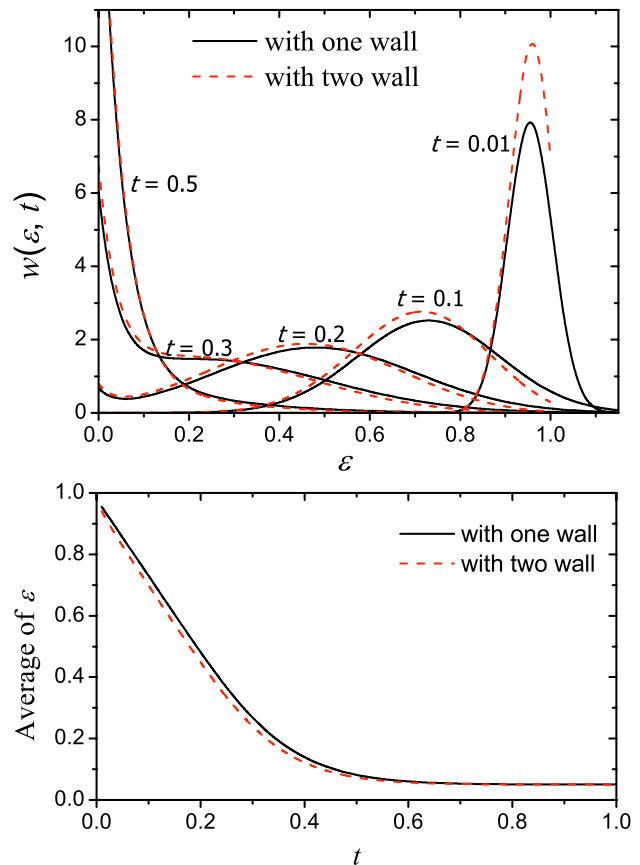 10
8
6
4
2
0
w(ε, t)
with one wall
with two wall
t = 0.01
t = 0.5
t = 0.1
t = 0.3
t = 0.2
0.0 0.2 0.4 0.6 0.8 1.0
ε
1.0
0.8
0.6
0.4
0.2
0.0
Average of ε
with one wall
with two wall
0.0 0.2 0.4 0.6 0.8 1.0
t